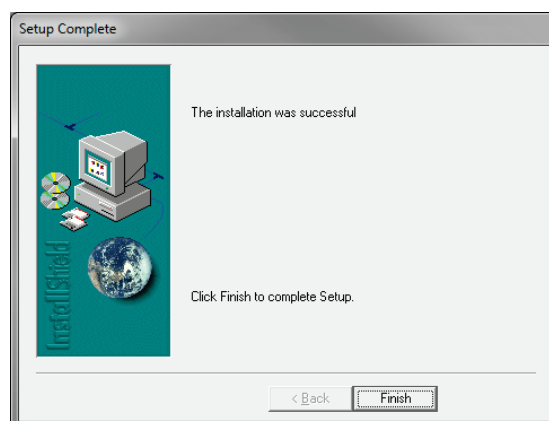 Setup Complete
The installation was successful
Click Finish to complete Setup.
InstallShield
< Back
Finish